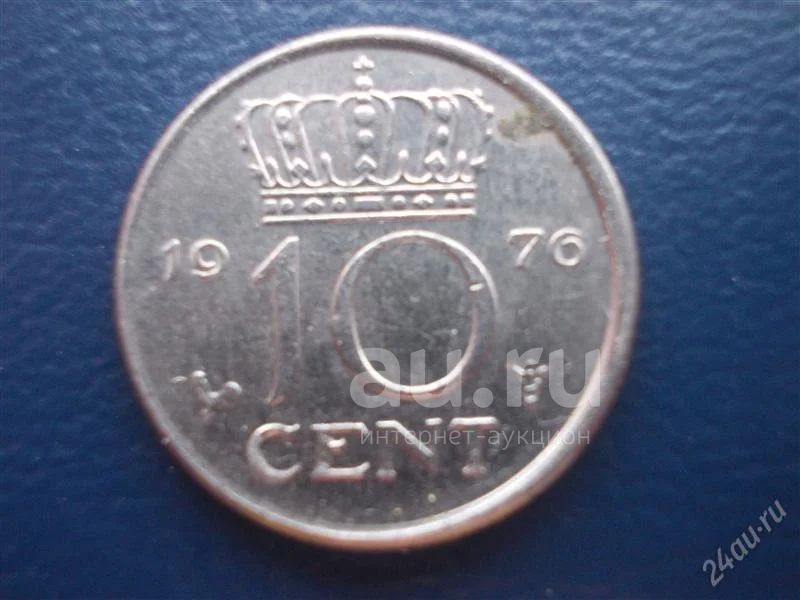 19 76
10
CENT
au.ru
интернет-аукцион
24au.ru